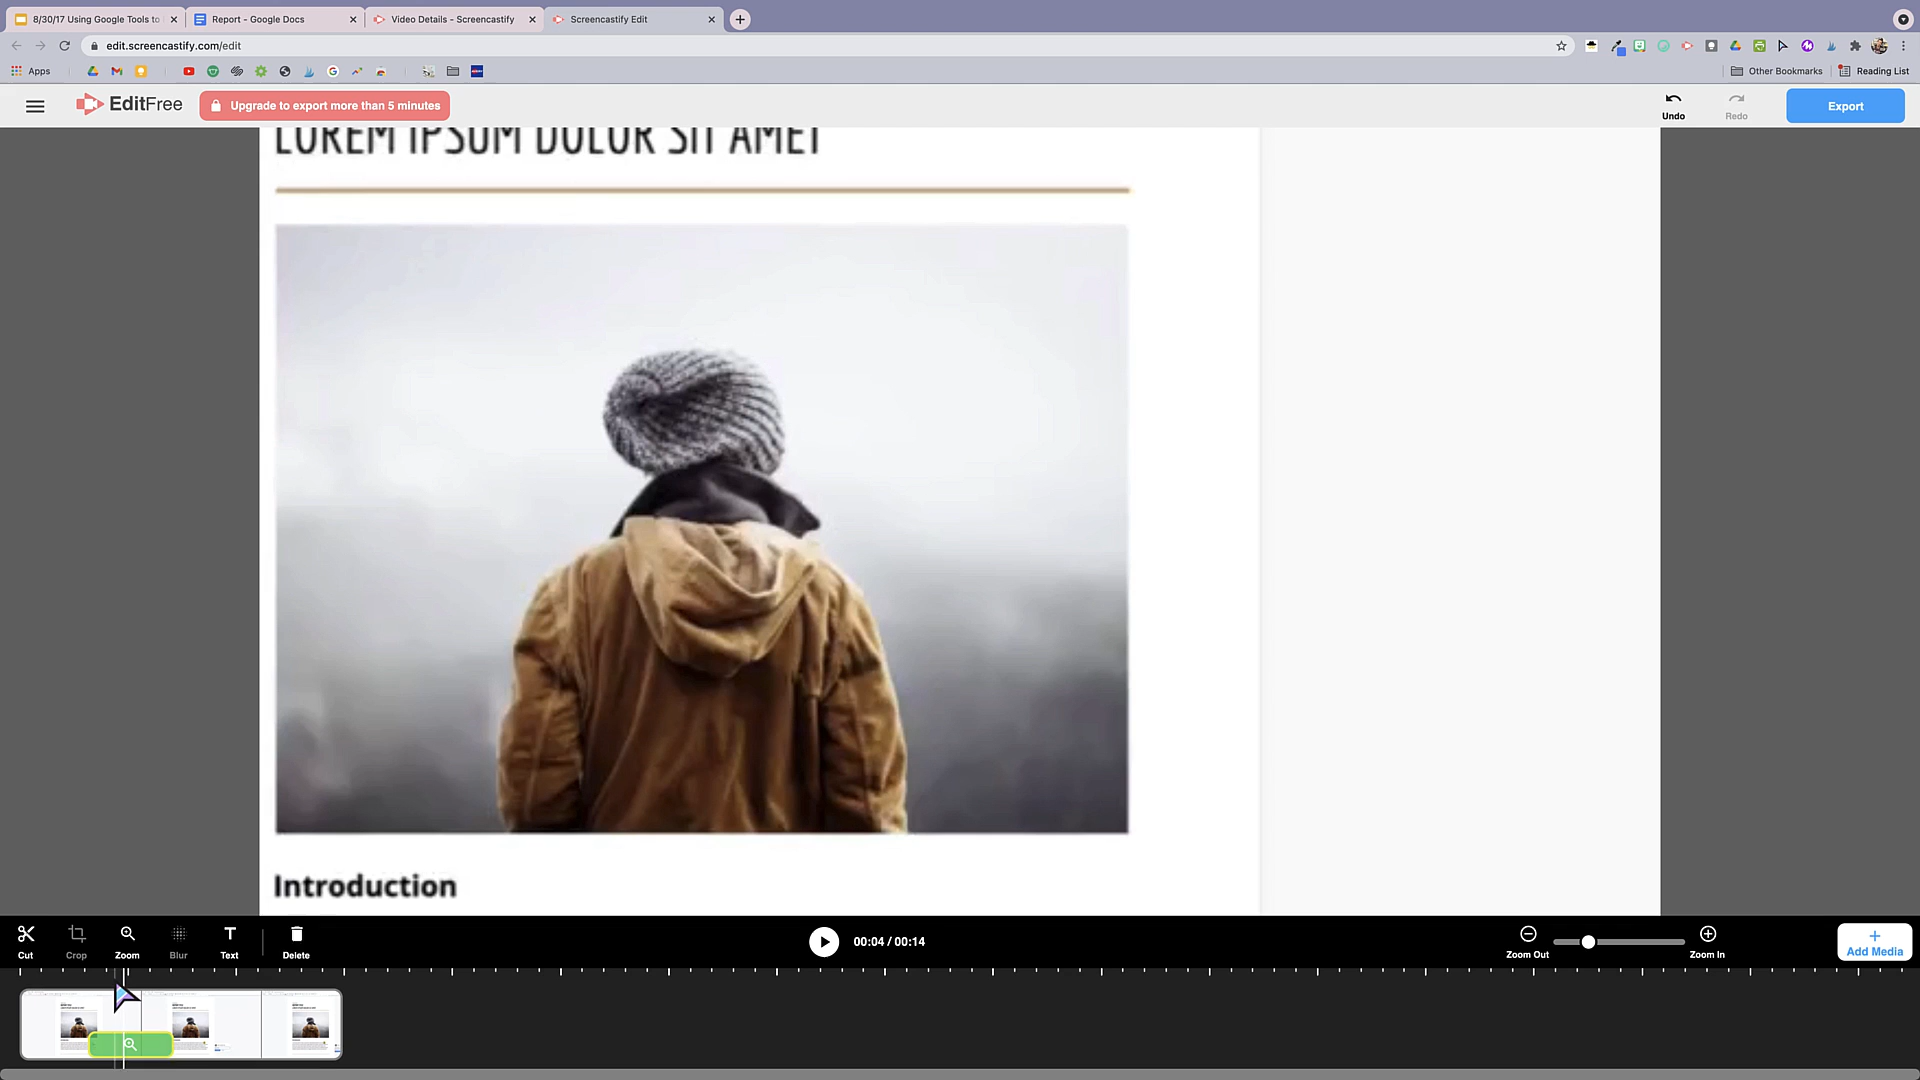 8/30/17 Using Google Tools to
Report - Google Docs
Video Details - Screencastify
Screencastify Edit
edit.screencastify.com/edit
Apps
Other Bookmarks
Reading List
EditFree
Upgrade to export more than 5 minutes
Undo
Redo
Export
LOREM IPSUM DOLOR SIT AMET
Introduction
Cut
Crop
Zoom
Blur
Text
Delete
00:04 / 00:14
Zoom Out
Zoom In
Add Media